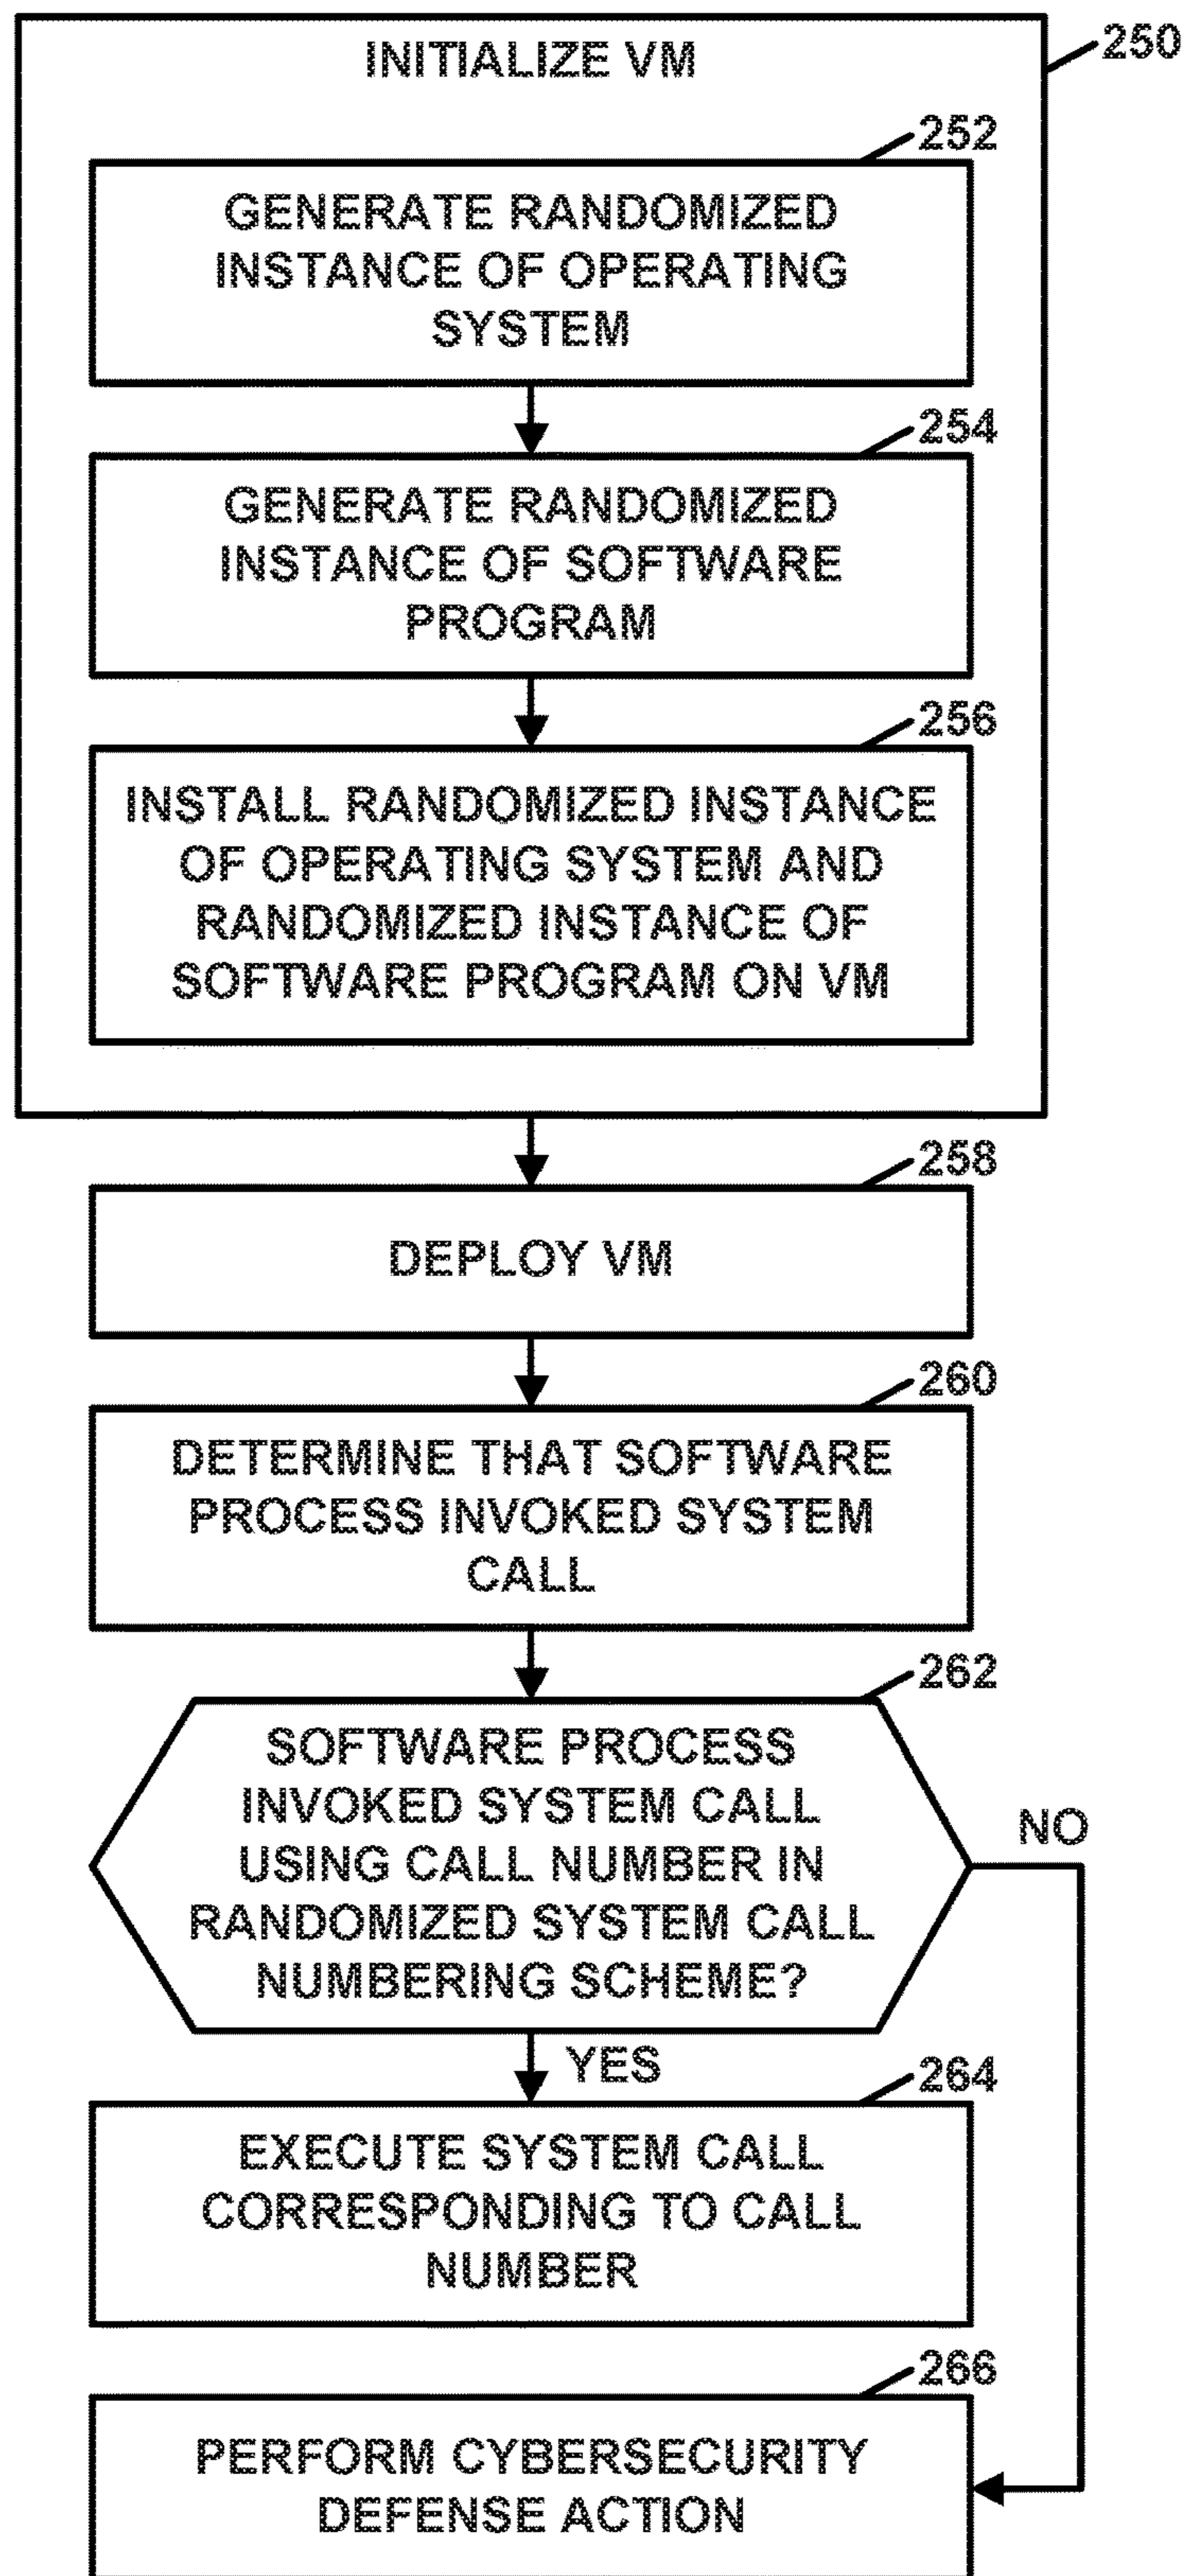 INITIALIZE VM
250
252
GENERATE RANDOMIZED
INSTANCE OF OPERATING
SYSTEM
254
GENERATE RANDOMIZED
INSTANCE OF SOFTWARE
PROGRAM
256
INSTALL RANDOMIZED INSTANCE
OF OPERATING SYSTEM AND
RANDOMIZED INSTANCE OF
SOFTWARE PROGRAM ON VM
258
DEPLOY VM
260
DETERMINE THAT SOFTWARE
PROCESS INVOKED SYSTEM
CALL
262
SOFTWARE PROCESS
INVOKED SYSTEM CALL
USING CALL NUMBER IN
RANDOMIZED SYSTEM CALL
NUMBERING SCHEME?
NO
YES
264
EXECUTE SYSTEM CALL
CORRESPONDING TO CALL
NUMBER
266
PERFORM CYBERSECURITY
DEFENSE ACTION